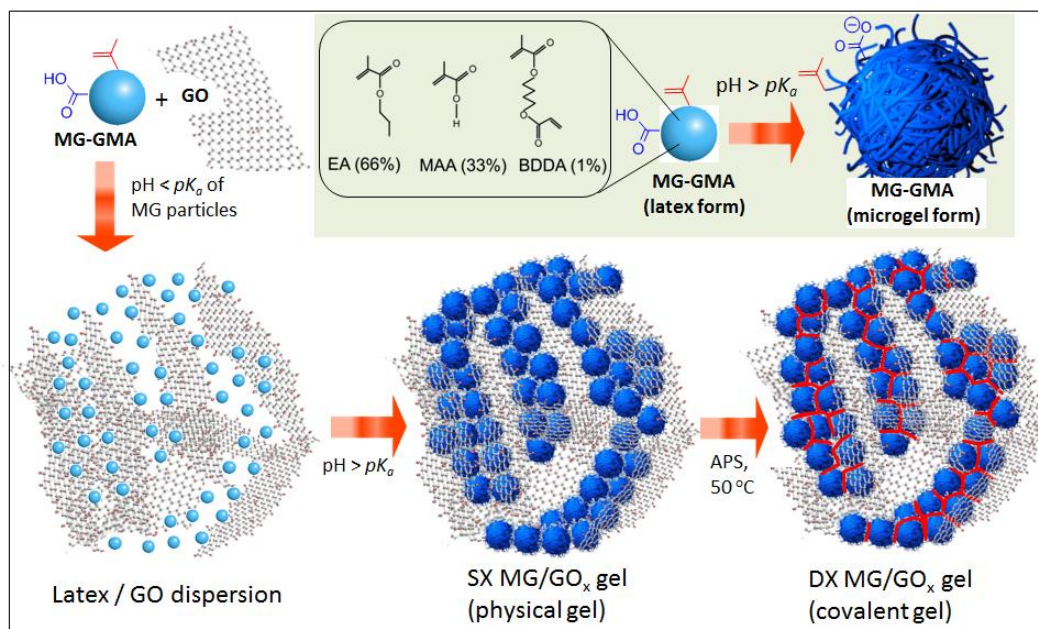 HO
O
MG-GMA
+
GO
pH < pKa of
MG particles
O
O
EA (66%)
O
O
H
MAA (33%)
O
O
O
O
BDDA (1%)
HO
O
MG-GMA
(latex form)
pH > pKa
⊖
O
O
MG-GMA
(microgel form)
Latex / GO dispersion
pH > pKa
SX MG/GOx gel
(physical gel)
APS,
50 °C
DX MG/GOx gel
(covalent gel)